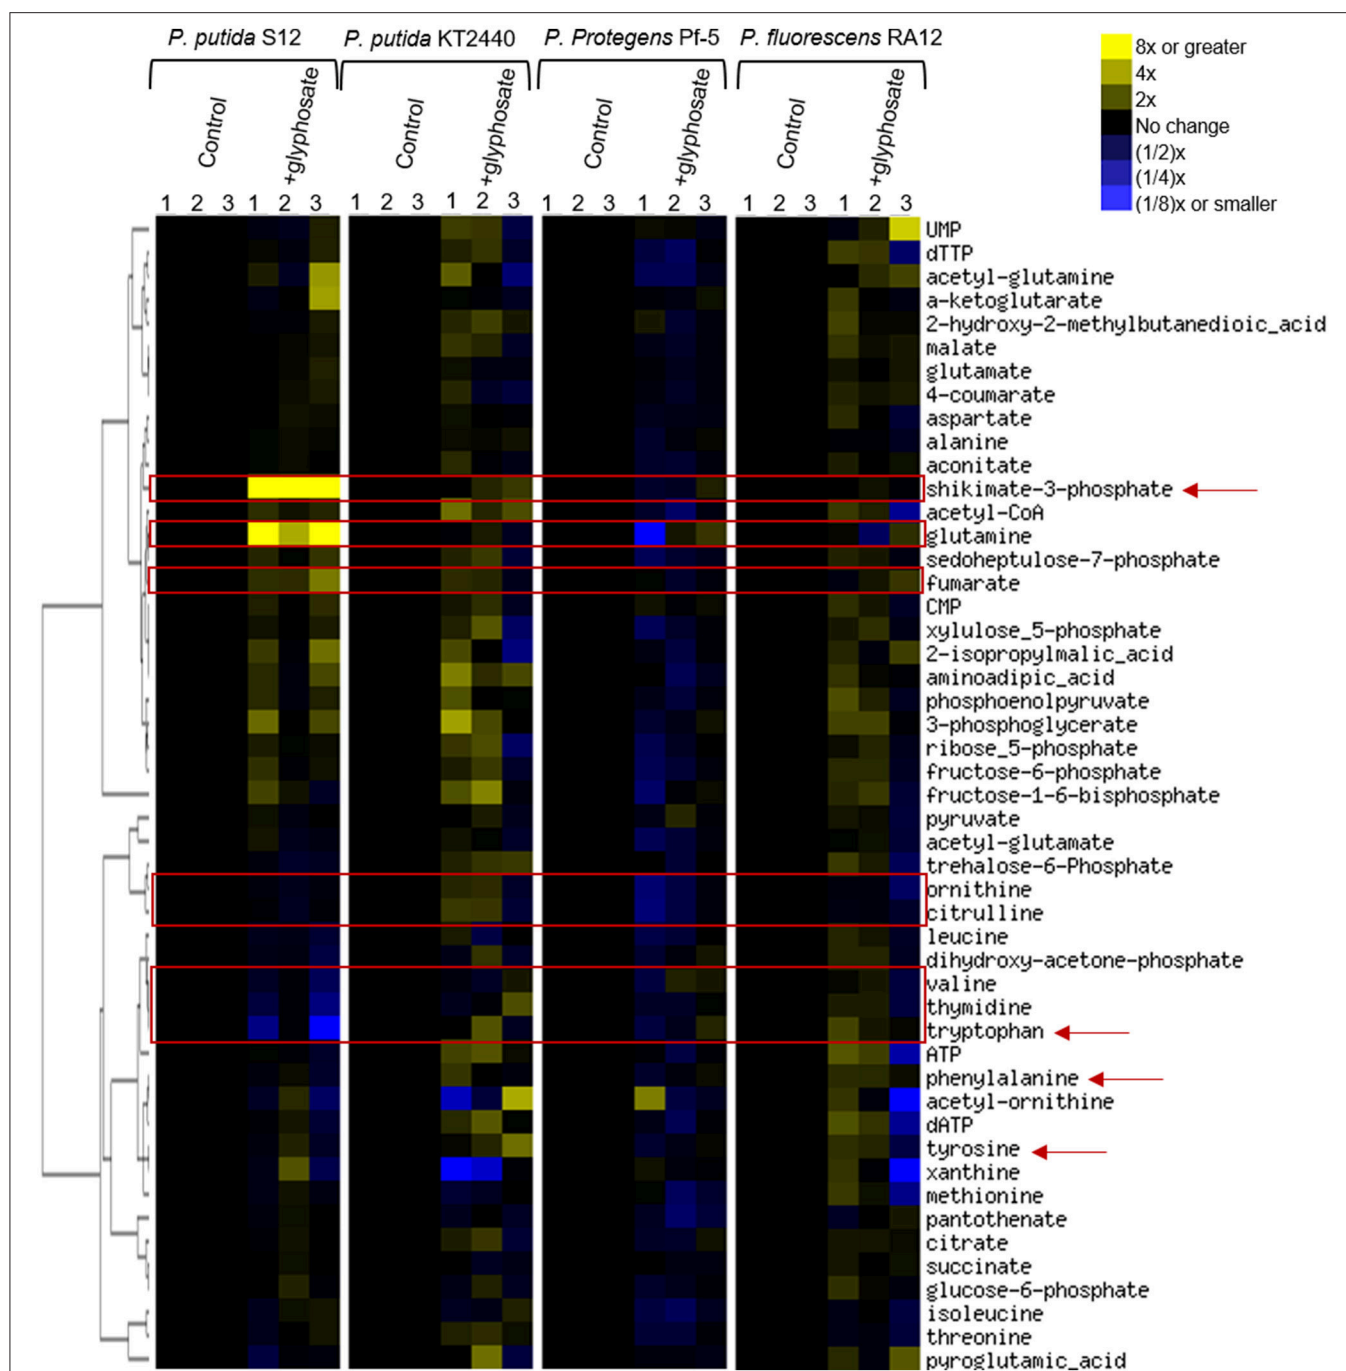 P. putida S12 P. putida KT2440 P. Protegens Pf-5 P. fluorescens RA12
Control +glyphosate Control +glyphosate Control +glyphosate Control +glyphosate
1 2 3 1 2 3 1 2 3 1 2 3 1 2 3 1 2 3 1 2 3 1 2 3
8x or greater
4x
2x
No change
(1/2)x
(1/4)x
(1/8)x or smaller
UMP
dTTP
acetyl-glutamine
a-ketoglutarate
2-hydroxy-2-methylbutanedioic_acid
malate
glutamate
4-coumarate
aspartate
alanine
aconitate
shikimate-3-phosphate
acetyl-CoA
glutamine
sedoheptulose-7-phosphate
fumarate
CMP
xylulose_5-phosphate
2-isopropylmalic_acid
aminoadipic_acid
phosphoenolpyruvate
3-phosphoglycerate
ribose_5-phosphate
fructose-6-phosphate
fructose-1-6-bisphosphate
pyruvate
acetyl-glutamate
trehalose-6-Phosphate
ornithine
citrulline
leucine
dihydroxy-acetone-phosphate
valine
thymidine
tryptophan
ATP
phenylalanine
acetyl-ornithine
dATP
tyrosine
xanthine
methionine
pantothenate
citrate
succinate
glucose-6-phosphate
isoleucine
threonine
pyroglutamic_acid